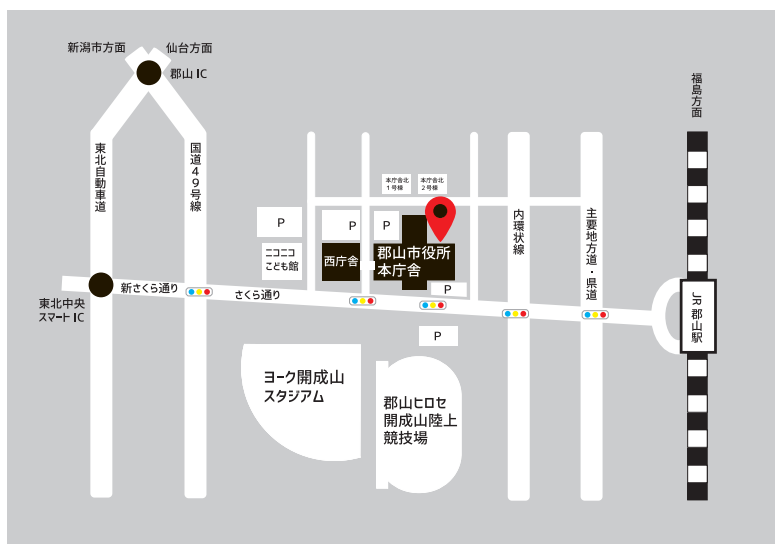 新潟市方面
仙台方面
郡山IC
福島方面
東北自動車道
国道49号線
本庁舎北
1号棟
本庁舎北
2号棟
P
P
P
内環状線
主要地方道・県道
ニコニコ
こども館
西庁舎
郡山市役所
本庁舎
P
新さくら通り
さくら通り
東北中央
スマートIC
JR郡山駅
P
ヨーク開成山
スタジアム
郡山ヒロセ
開成山陸上
競技場